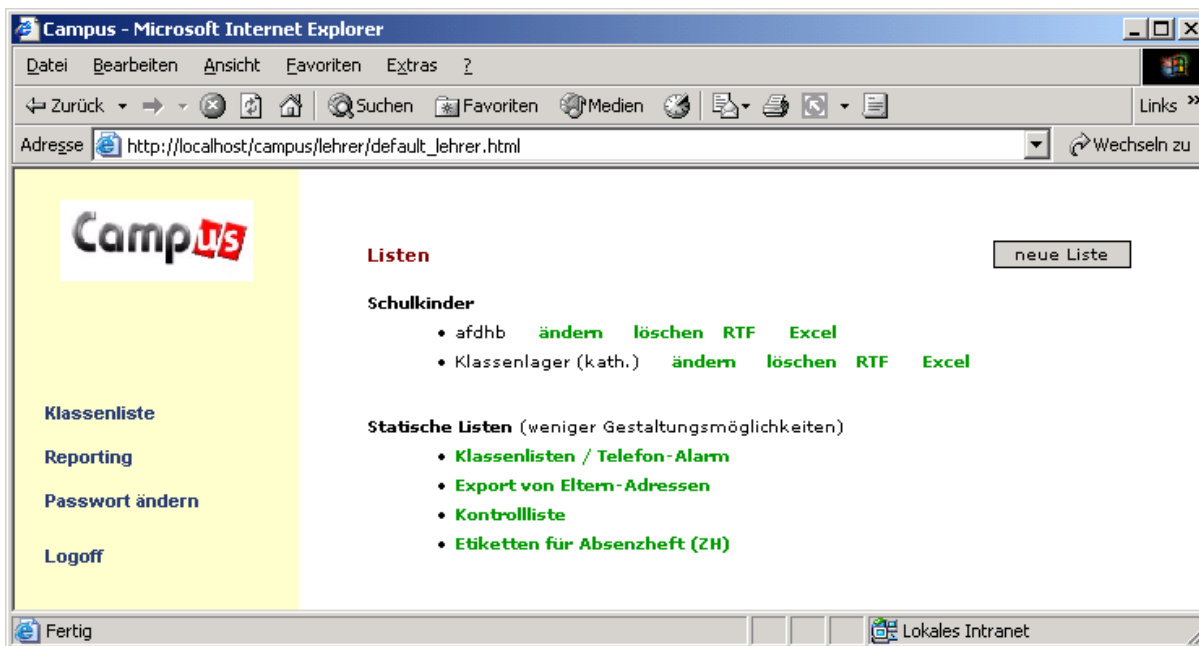 Campus - Microsoft Internet Explorer
Datei Bearbeiten Ansicht Favoriten Extras ?
Zurück Suchen Favoriten Medien Links »
Adresse http://localhost/campus/lehrer/default_lehrer.html Wechseln zu
Campus
Listen neue Liste
Schulkinder
• afdhb ändern löschen RTF Excel
• Klassenlager (kath.) ändern löschen RTF Excel
Klassenliste
Statische Listen (weniger Gestaltungsmöglichkeiten)
• Klassenlisten / Telefon-Alarm
Reporting
• Export von Eltern-Adressen
Passwort ändern
• Kontrollliste
• Etiketten für Absenzheft (ZH)
Logoff
Fertig Lokales Intranet